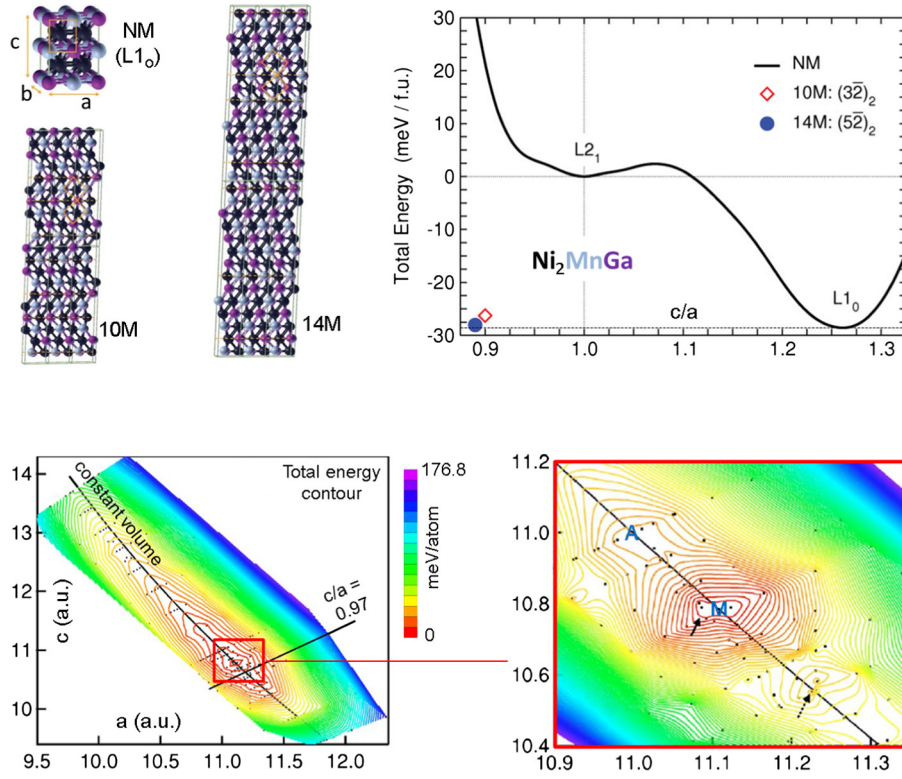 NM
(L1o)
c
b
a
10M
14M
Total Energy (meV / f.u.)
30
20
10
0
-10
-20
-30
NM
10M: (32̅)₂
14M: (52̅)₂
L2₁
Ni₂MnGa
L1₀
c/a
0.9 1.0 1.1 1.2 1.3
c (a.u.)
14
13
12
11
10
constant volume
Total energy
contour
c/a =
0.97
a (a.u.)
9.5 10.0 10.5 11.0 11.5 12.0
176.8
meV/atom
0
11.2
11.0
10.8
10.6
10.4
A
M
10.9 11.0 11.1 11.2 11.3